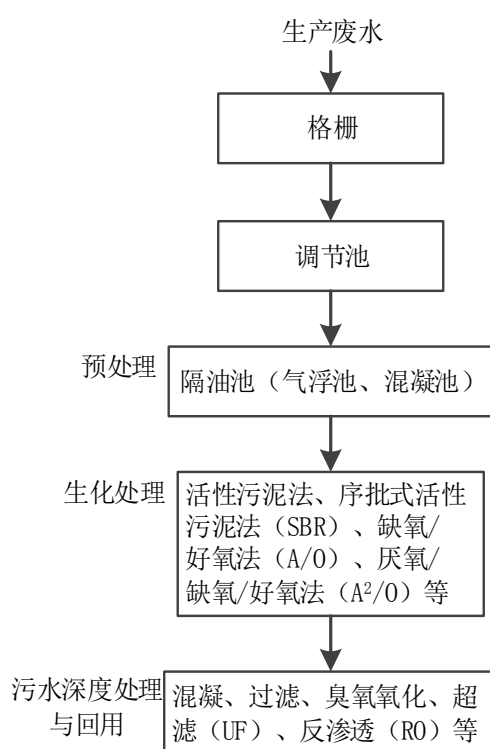 生产废水
格栅
调节池
预处理
隔油池（气浮池、混凝池）
生化处理
活性污泥法、序批式活性
污泥法（SBR）、缺氧/
好氧法（A/O）、厌氧/
缺氧/好氧法（A²/O）等
污水深度处理
与回用
混凝、过滤、臭氧氧化、超
滤（UF）、反渗透（RO）等